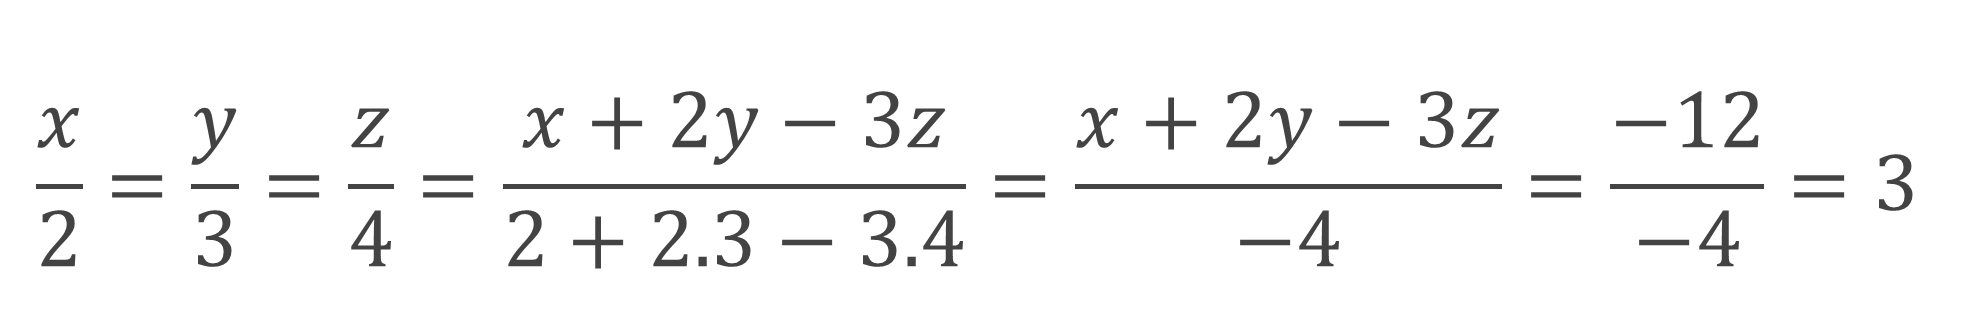 x/2 = y/3 = z/4 = (x + 2y − 3z)/(2 + 2.3 − 3.4) = (x + 2y − 3z)/(−4) = (−12)/(−4) = 3